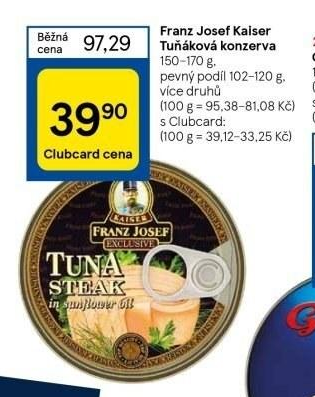 Běžná
cena
97,29
39⁹⁰
Clubcard cena
Franz Josef Kaiser
Tuňáková konzerva
150–170 g,
pevný podíl 102–120 g,
více druhů
(100 g = 95,38–81,08 Kč)
s Clubcard:
(100 g = 39,12–33,25 Kč)
KAISER
FRANZ JOSEF
EXCLUSIVE
TUNA
STEAK
in sunflower oil